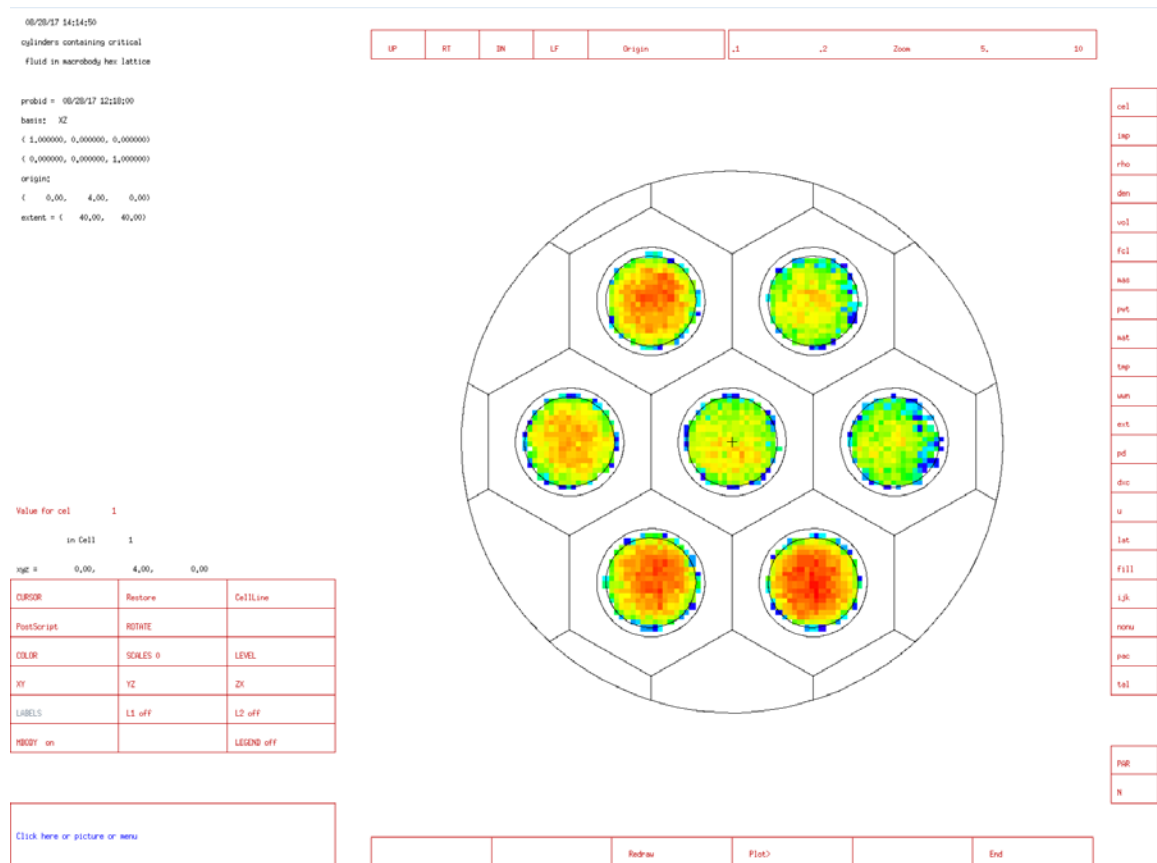 08/28/17 14:14:50
cylinders containing critical
fluid in macrobody hex lattice
probid = 08/28/17 12:18:00
basis: XZ
( 1.000000, 0.000000, 0.000000)
( 0.000000, 0.000000, 1.000000)
origin:
( 0.00, 4.00, 0.00)
extent = ( 40.00, 40.00)
UP RT DN LF Origin .1 .2 Zoom 5. 10
cel
imp
rho
den
vol
fcl
mas
pwt
mat
tmp
wwn
ext
pd
dxc
u
lat
fill
ijk
nonu
pac
tal
PAR
N
Value for cel 1
in Cell 1
xyz = 0.00, 4.00, 0.00
CURSOR Restore CellLine
PostScript ROTATE
COLOR SCALES 0 LEVEL
XY YZ ZX
LABELS L1 off L2 off
MBODY on LEGEND off
Click here or picture or menu
Redraw Plot> End